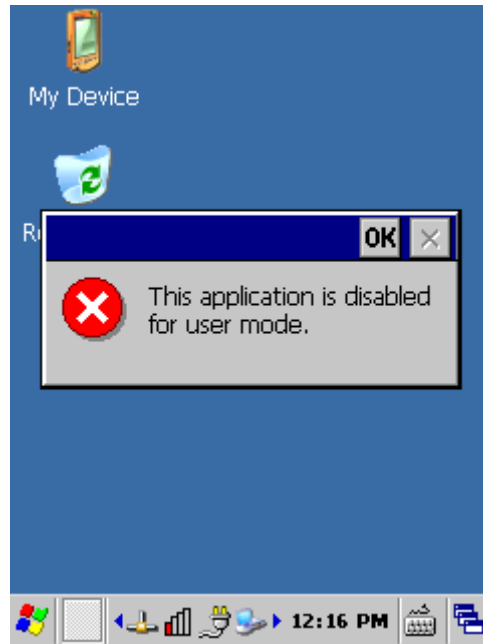 My Device
R
OK
This application is disabled
for user mode.
12:16 PM